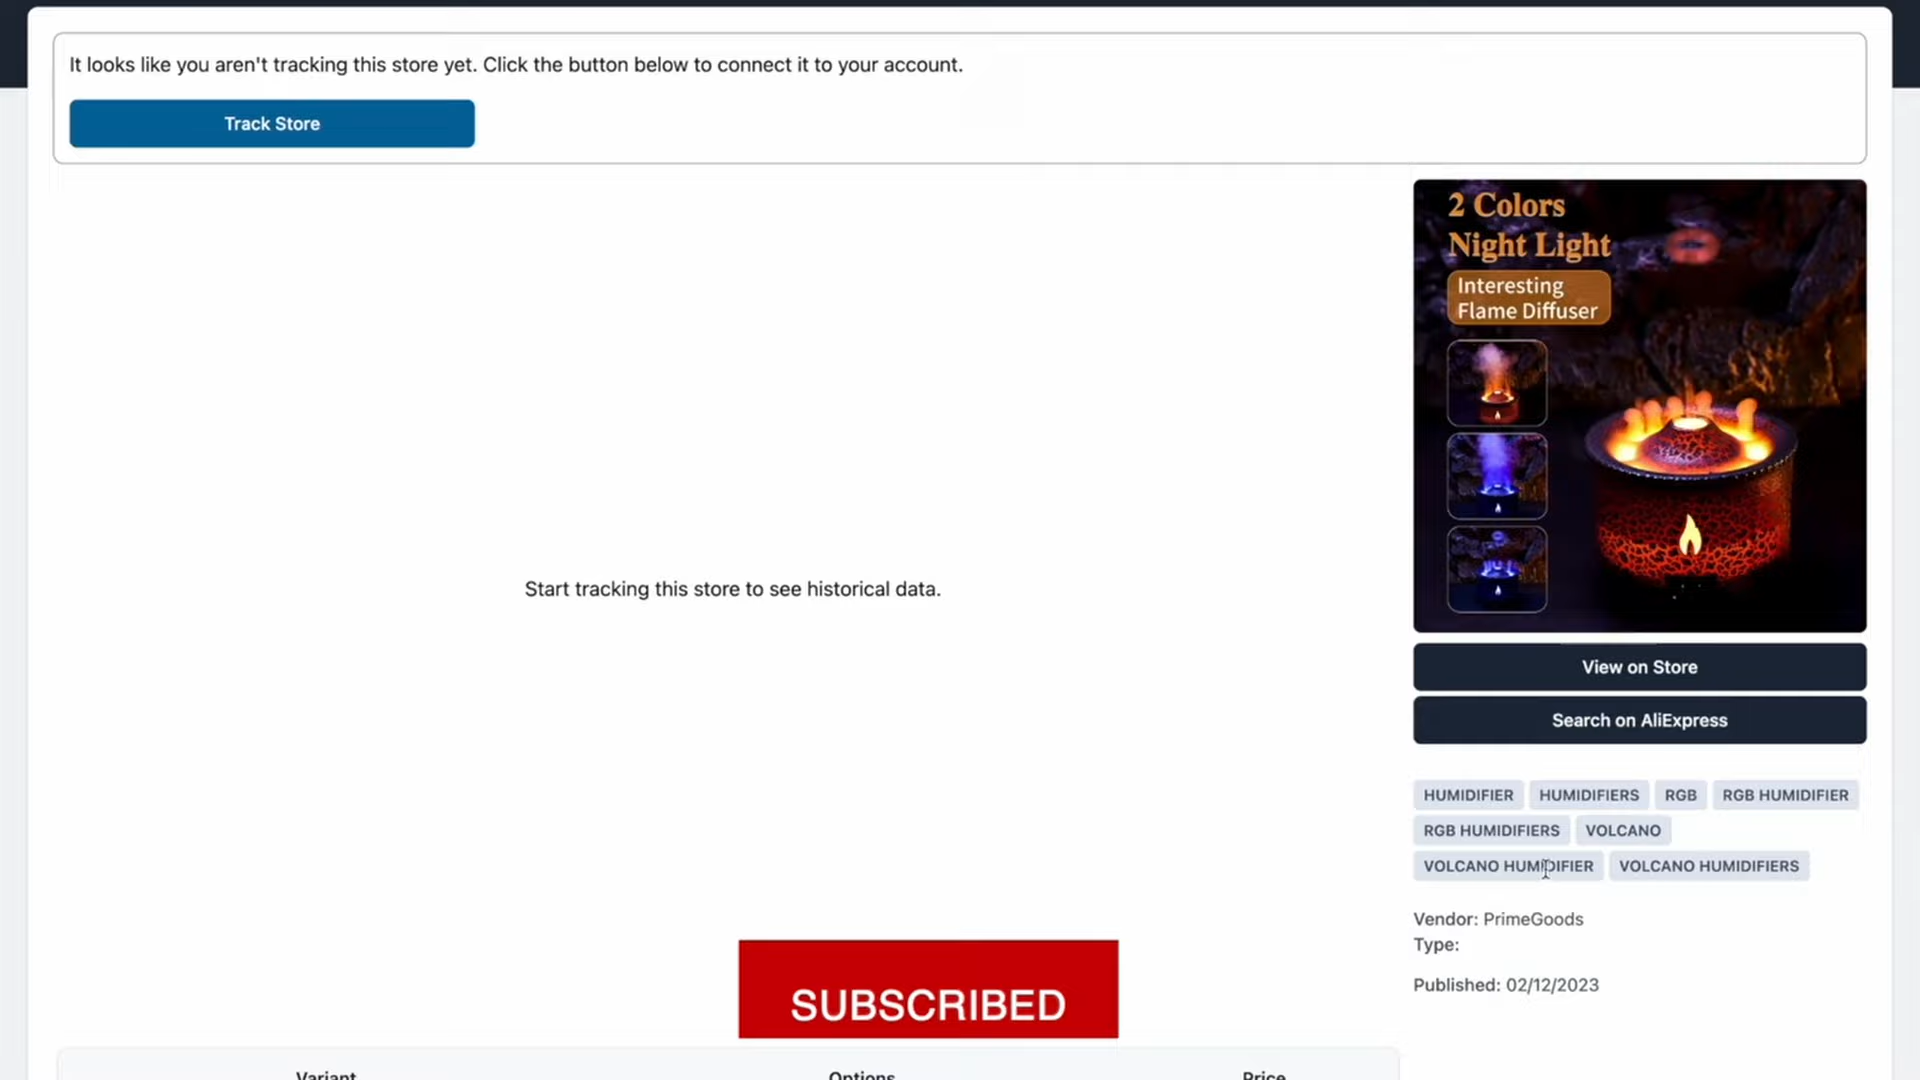 It looks like you aren't tracking this store yet. Click the button below to connect it to your account.
Track Store
2 Colors
Night Light
Interesting
Flame Diffuser
Start tracking this store to see historical data.
View on Store
Search on AliExpress
HUMIDIFIER HUMIDIFIERS RGB RGB HUMIDIFIER
RGB HUMIDIFIERS VOLCANO
VOLCANO HUMIDIFIER VOLCANO HUMIDIFIERS
Vendor: PrimeGoods
Type:
Published: 02/12/2023
SUBSCRIBED
Variant Options Price